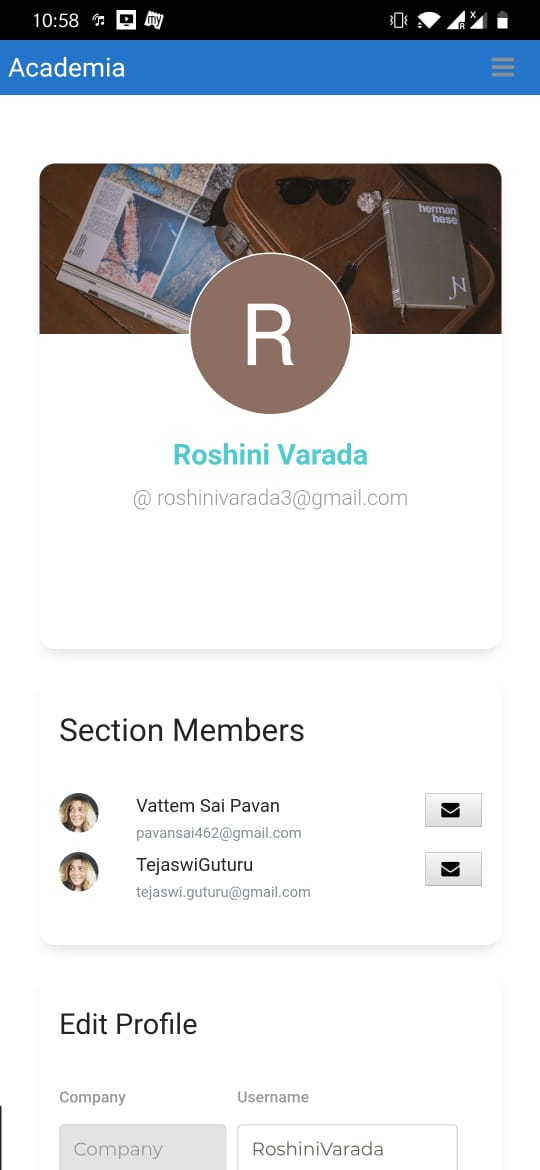 10:58
Academia
herman
hese
R
Roshini Varada
@ roshinivarada3@gmail.com
Section Members
Vattem Sai Pavan
pavansai462@gmail.com
TejaswiGuturu
tejaswi.guturu@gmail.com
Edit Profile
Company Username
Company RoshiniVarada